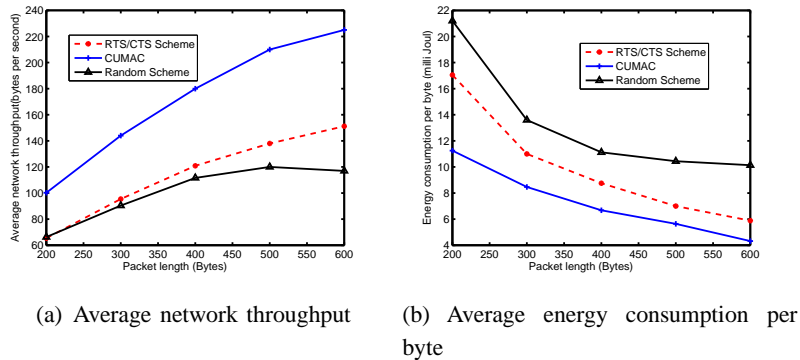 240
220
200
180
160
140
120
100
80
60
200 250 300 350 400 450 500 550 600
Packet length (Bytes)
Average network throughput(bytes per second)
RTS/CTS Scheme
CUMAC
Random Scheme
(a) Average network throughput
22
20
18
16
14
12
10
8
6
4
200 250 300 350 400 450 500 550 600
Packet length (Bytes)
Energy consumption per byte (milli Joul)
RTS/CTS Scheme
CUMAC
Random Scheme
(b) Average energy consumption per
byte